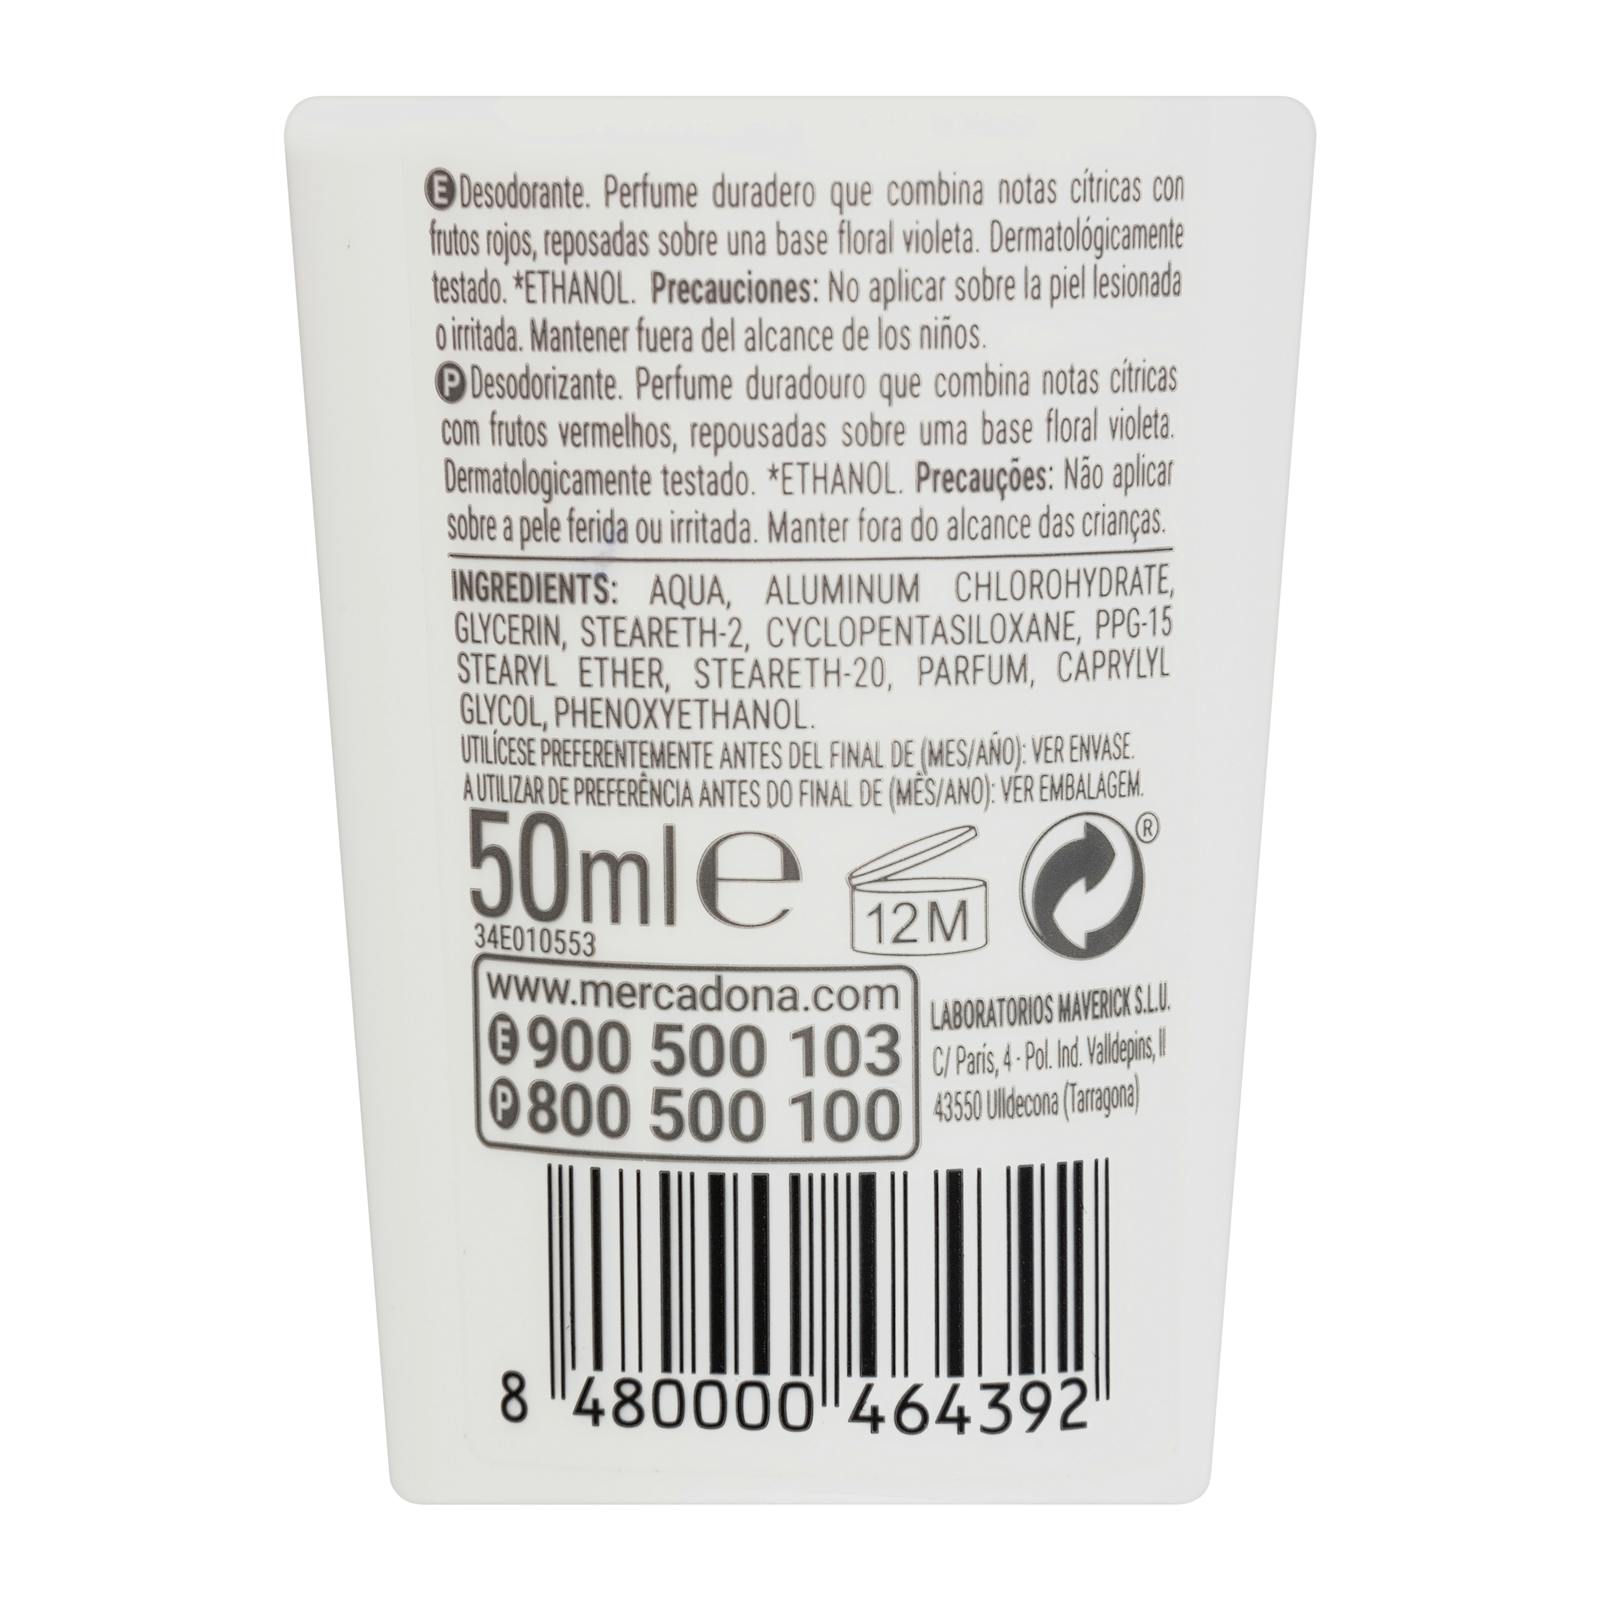 E Desodorante. Perfume duradero que combina notas cítricas con
frutos rojos, reposadas sobre una base floral violeta. Dermatológicamente
testado. *ETHANOL. Precauciones: No aplicar sobre la piel lesionada
o irritada. Mantener fuera del alcance de los niños.
P Desodorizante. Perfume duradouro que combina notas cítricas
com frutos vermelhos, repousadas sobre uma base floral violeta.
Dermatologicamente testado. *ETHANOL. Precauções: Não aplicar
sobre a pele ferida ou irritada. Manter fora do alcance das crianças.
INGREDIENTS: AQUA, ALUMINUM CHLOROHYDRATE,
GLYCERIN, STEARETH-2, CYCLOPENTASILOXANE, PPG-15
STEARYL ETHER, STEARETH-20, PARFUM, CAPRYLYL
GLYCOL, PHENOXYETHANOL.
UTILÍCESE PREFERENTEMENTE ANTES DEL FINAL DE (MES/AÑO): VER ENVASE.
A UTILIZAR DE PREFERÊNCIA ANTES DO FINAL DE (MÊS/ANO): VER EMBALAGEM.
50ml e
12M
®
34E010553
www.mercadona.com
E 900 500 103
P 800 500 100
LABORATORIOS MAVERICK S.L.U.
C/ París, 4 - Pol. Ind. Valldepins, II
43550 Ulldecona (Tarragona)
8 480000 464392